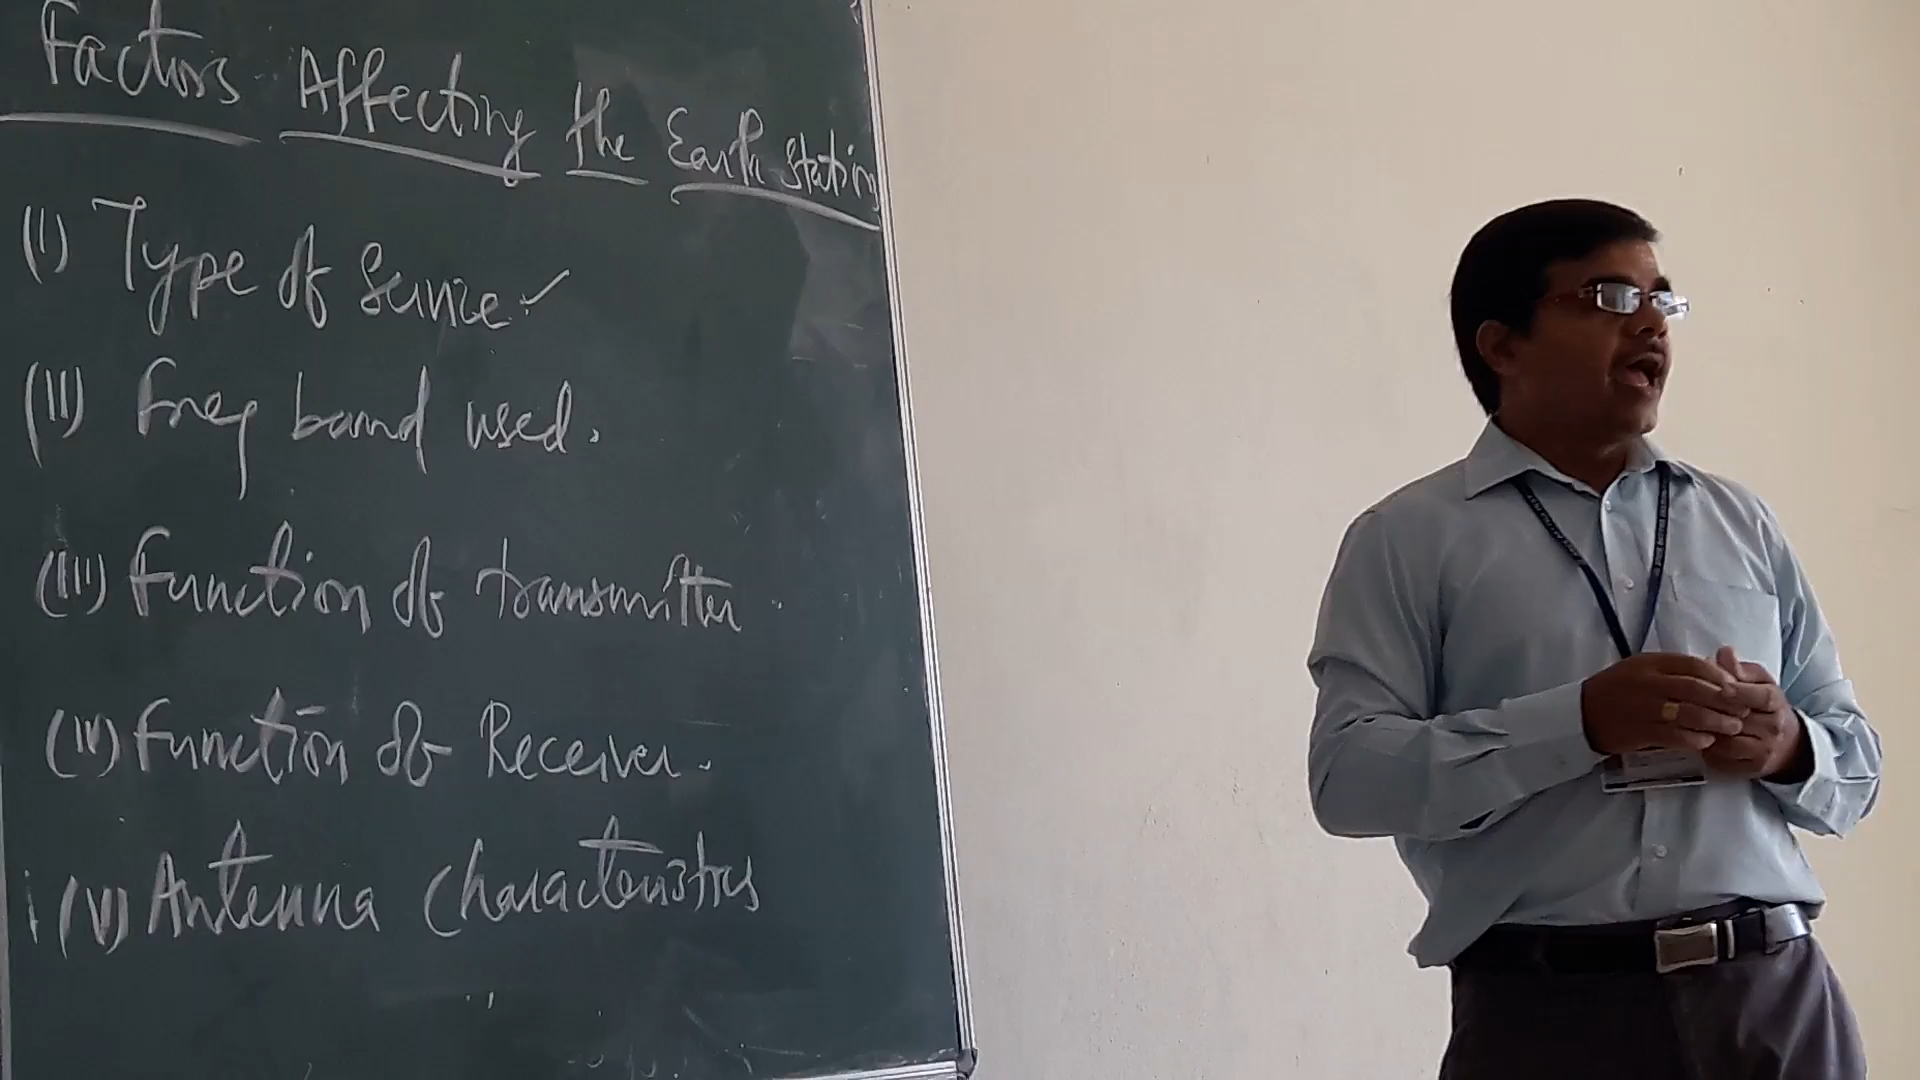 Factors Affecting the Earth Station
(I) Type of Service
(II) Freq band used.
(III) Function of transmitter.
(IV) Function of Receiver.
(V) Antenna Characteristics